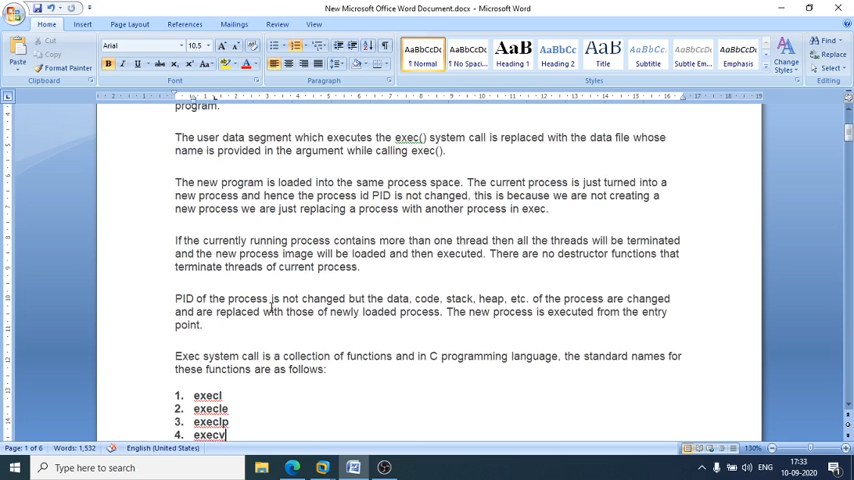 New Microsoft Office Word Document.docx - Microsoft Word
Home Insert Page Layout References Mailings Review View
Paste
Cut
Copy
Format Painter
Clipboard
Arial 10.5
Font
Paragraph
AaBbCcDc AaBbCcDc AaBbC AaBbCc AaB AaBbCc AaBbCcDc AaBbCcDc
¶ Normal ¶ No Spaci... Heading 1 Heading 2 Title Subtitle Subtle Em... Emphasis
Styles
Change Styles
Find
Replace
Select
Editing
program.
The user data segment which executes the exec() system call is replaced with the data file whose
name is provided in the argument while calling exec().
The new program is loaded into the same process space. The current process is just turned into a
new process and hence the process id PID is not changed, this is because we are not creating a
new process we are just replacing a process with another process in exec.
If the currently running process contains more than one thread then all the threads will be terminated
and the new process image will be loaded and then executed. There are no destructor functions that
terminate threads of current process.
PID of the process is not changed but the data, code, stack, heap, etc. of the process are changed
and are replaced with those of newly loaded process. The new process is executed from the entry
point.
Exec system call is a collection of functions and in C programming language, the standard names for
these functions are as follows:
1. execl
2. execle
3. execlp
4. execv
Page: 1 of 6 Words: 1,532 English (United States) 130%
Type here to search
ENG
17:33
10-09-2020